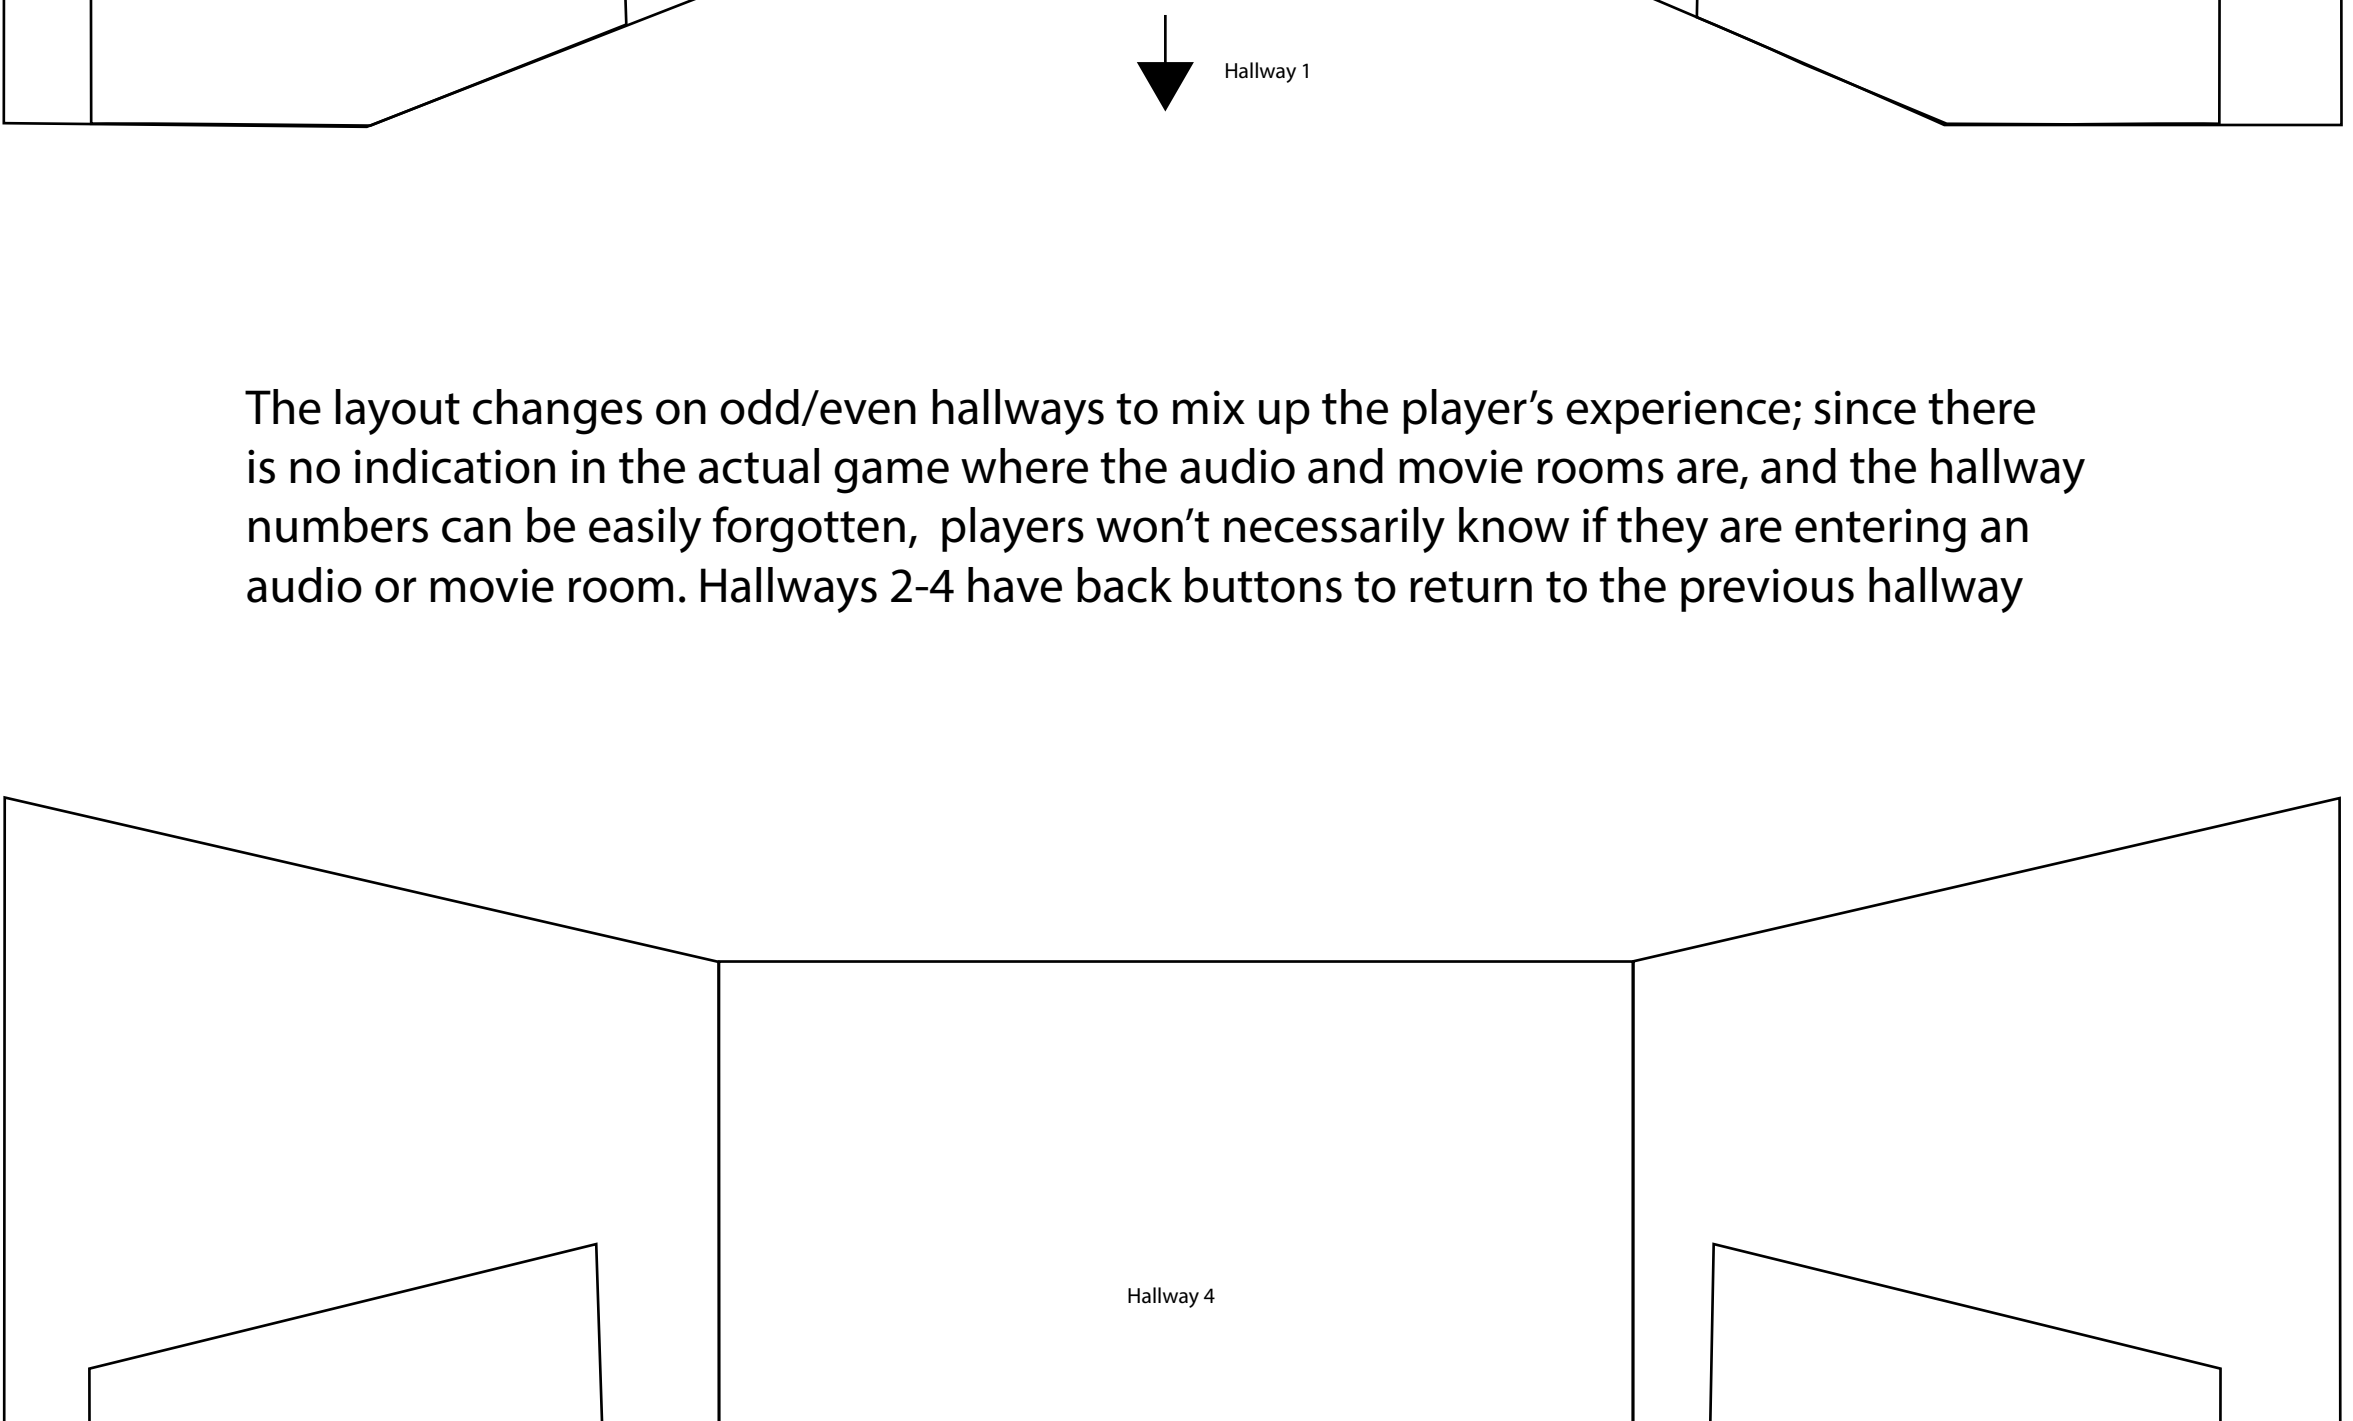 Hallway 1
The layout changes on odd/even hallways to mix up the player’s experience; since there
is no indication in the actual game where the audio and movie rooms are, and the hallway
numbers can be easily forgotten,  players won’t necessarily know if they are entering an
audio or movie room. Hallways 2-4 have back buttons to return to the previous hallway
Hallway 4